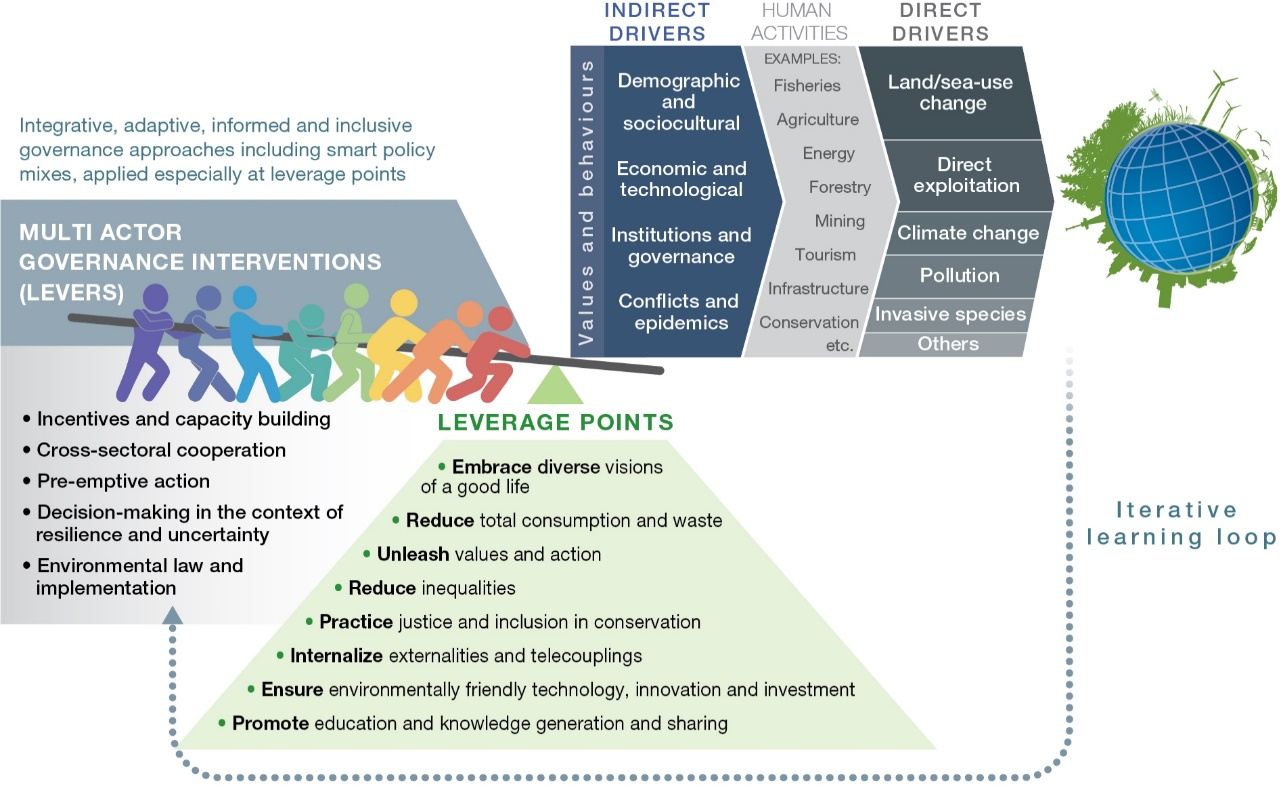 INDIRECT
DRIVERS
HUMAN
ACTIVITIES
DIRECT
DRIVERS
Values and behaviours
Demographic
and
sociocultural
Economic and
technological
Institutions and
governance
Conflicts and
epidemics
EXAMPLES:
Fisheries
Agriculture
Energy
Forestry
Mining
Tourism
Infrastructure
Conservation
etc.
Land/sea-use
change
Direct
exploitation
Climate change
Pollution
Invasive species
Others
Integrative, adaptive, informed and inclusive
governance approaches including smart policy
mixes, applied especially at leverage points
MULTI ACTOR
GOVERNANCE INTERVENTIONS
(LEVERS)
• Incentives and capacity building
• Cross-sectoral cooperation
• Pre-emptive action
• Decision-making in the context of
resilience and uncertainty
• Environmental law and
implementation
LEVERAGE POINTS
• Embrace diverse visions
of a good life
• Reduce total consumption and waste
• Unleash values and action
• Reduce inequalities
• Practice justice and inclusion in conservation
• Internalize externalities and telecouplings
• Ensure environmentally friendly technology, innovation and investment
• Promote education and knowledge generation and sharing
Iterative
learning loop